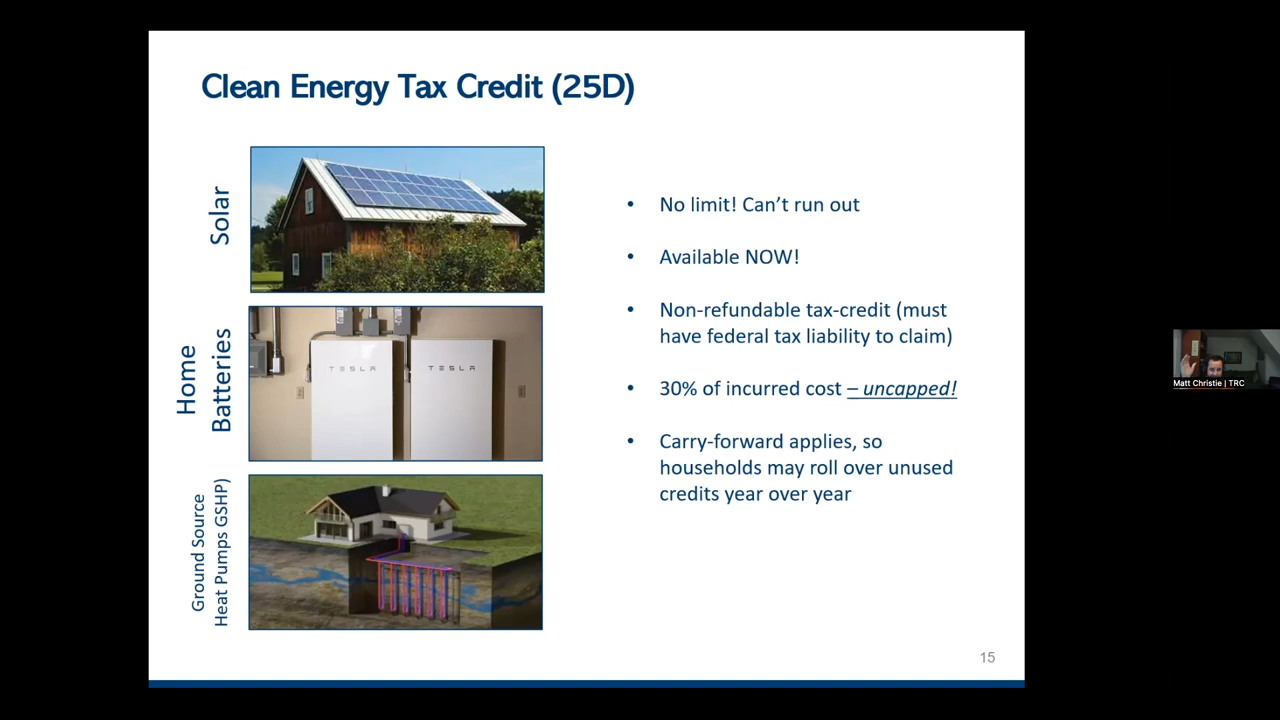 Clean Energy Tax Credit (25D)
Solar
Home
Batteries
TESLA
TESLA
Ground Source
Heat Pumps GSHP)
• No limit! Can’t run out
• Available NOW!
• Non-refundable tax-credit (must
have federal tax liability to claim)
• 30% of incurred cost – uncapped!
• Carry-forward applies, so
households may roll over unused
credits year over year
15
Matt Christie | TRC